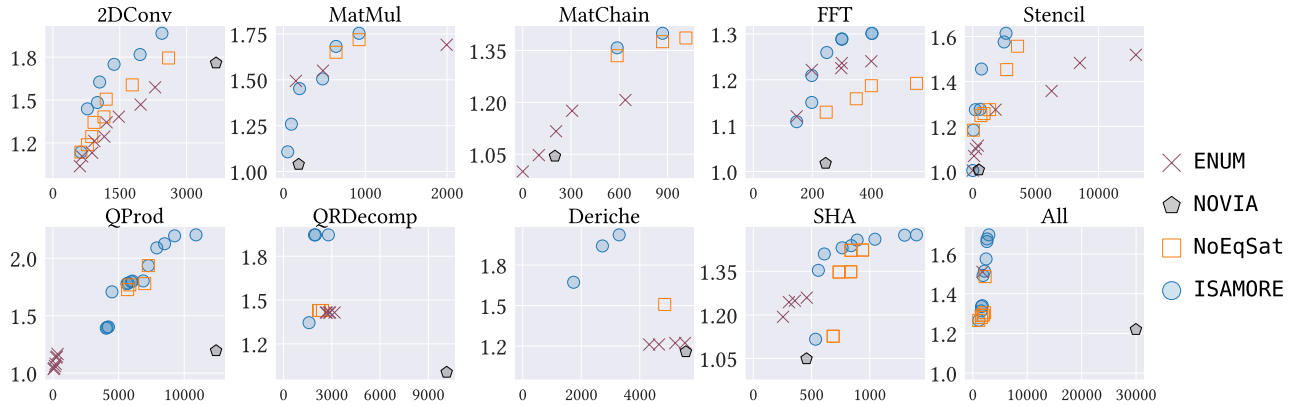 2DConv MatMul MatChain FFT Stencil
1.8 1.75 1.35 1.3 1.6
1.5 1.50 1.20 1.2 1.4
1.2 1.25 1.05 1.1 1.2
1.00 1.0 1.0
0 1500 3000 0 1000 2000 0 300 600 900 0 200 400 0 5000 10000
ENUM
NOVIA
NoEqSat
ISAMORE
QProd QRDecomp Deriche SHA All
2.0 1.8 1.8 1.35 1.6
1.5 1.5 1.5 1.20 1.4
1.0 1.2 1.2 1.05 1.2
1.0
0 5000 10000 0 3000 6000 9000 0 2000 4000 0 500 1000 0 10000 20000 30000